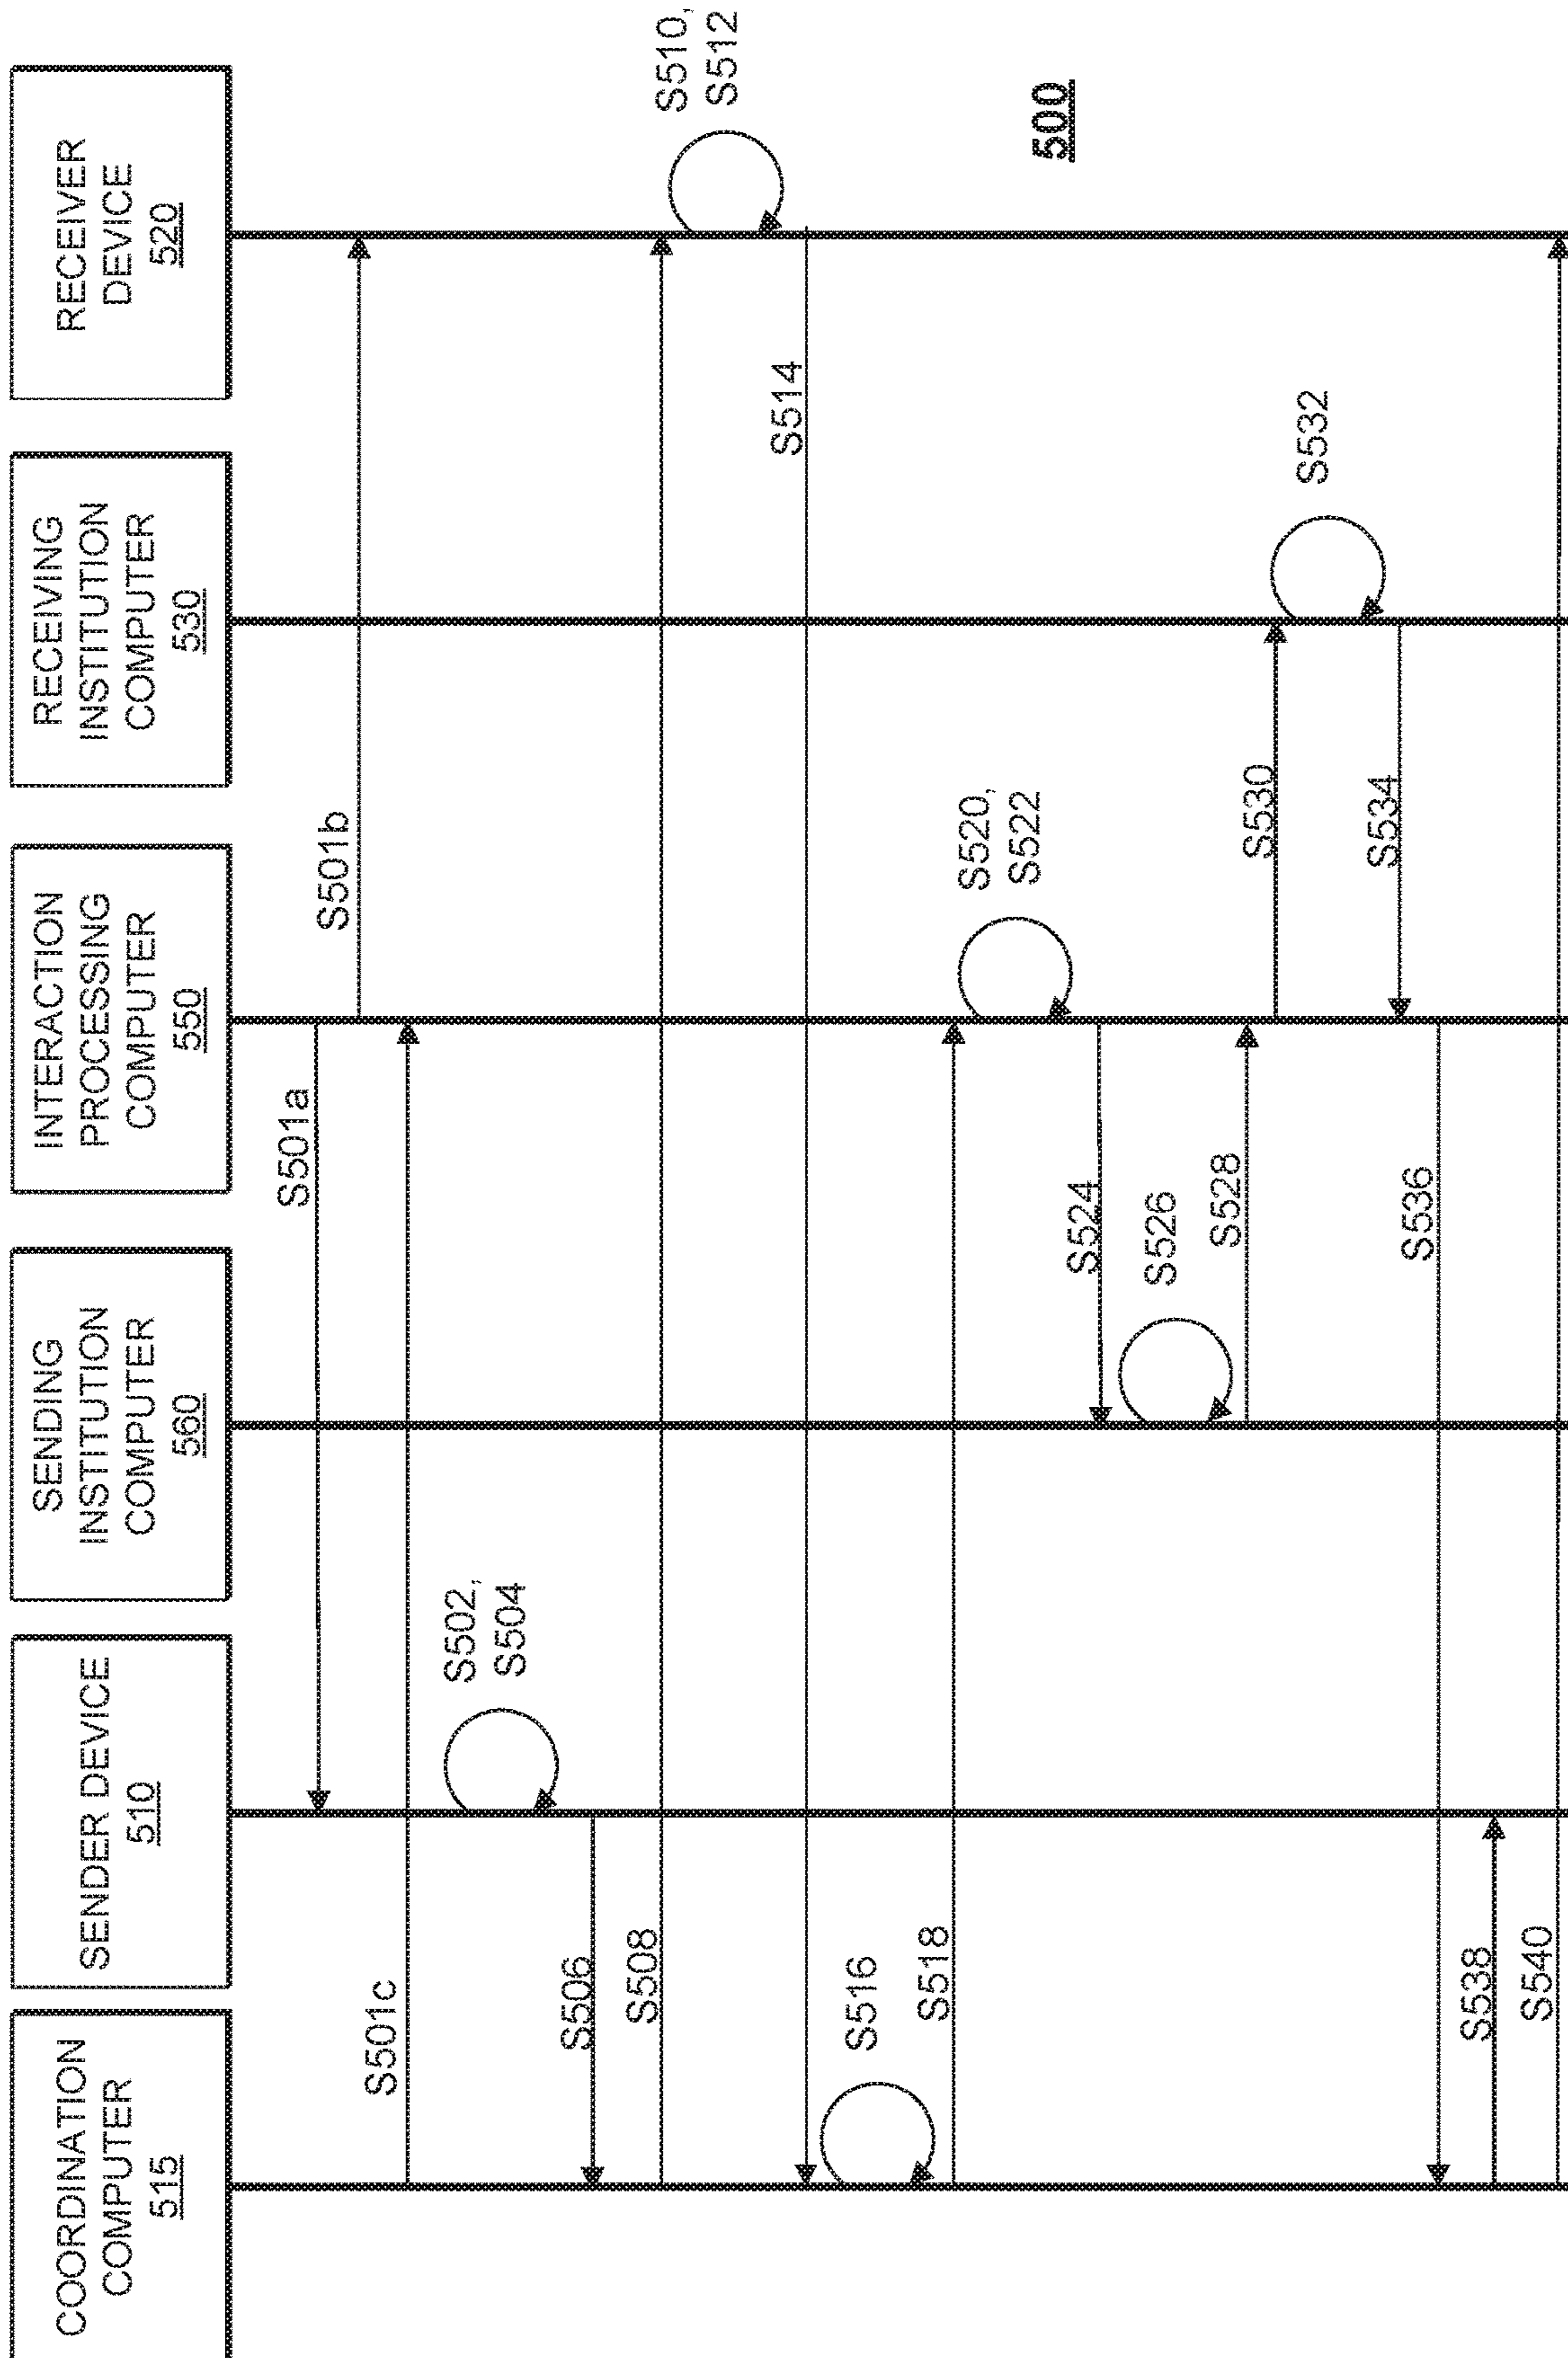 COORDINATION
COMPUTER
515
SENDER DEVICE
510
SENDING
INSTITUTION
COMPUTER
560
INTERACTION
PROCESSING
COMPUTER
550
RECEIVING
INSTITUTION
COMPUTER
530
RECEIVER
DEVICE
520
S501a
S501b
S501c
S502,
S504
S506
S508
S510,
S512
S514
S516
S518
S520,
S522
S524
S526
S528
S530
S532
S534
S536
S538
S540
500